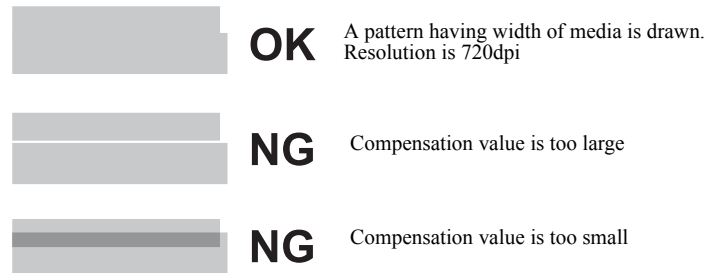 OK
A pattern having width of media is drawn.
Resolution is 720dpi
NG
Compensation value is too large
NG
Compensation value is too small